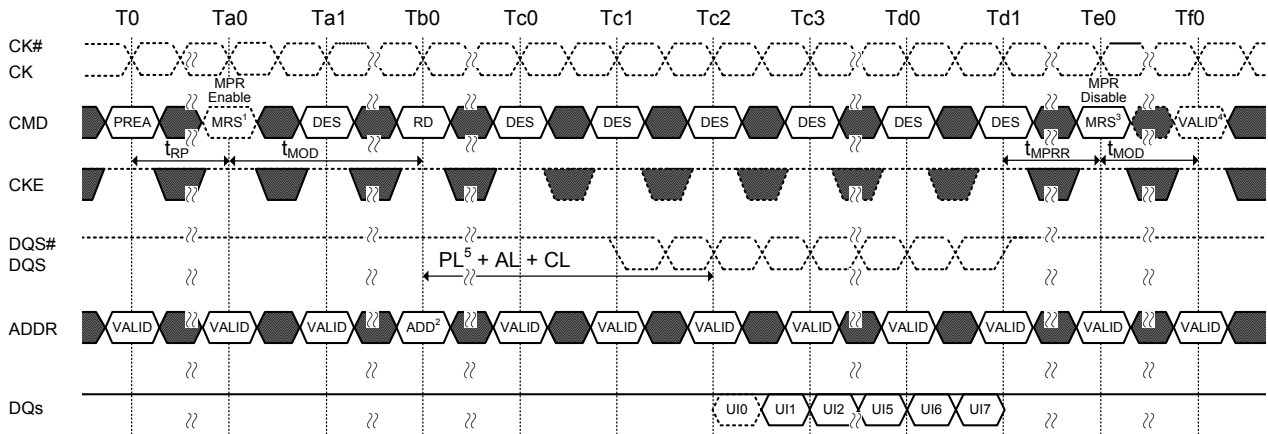 T0 Ta0 Ta1 Tb0 Tc0 Tc1 Tc2 Tc3 Td0 Td1 Te0 Tf0
CK#
CK
MPR Enable
MPR Disable
CMD PREA MRS1 DES RD DES DES DES DES DES DES MRS3 VALID4
tRP tMOD tMPRR tMOD
CKE
DQS#
DQS
PL5 + AL + CL
ADDR VALID VALID VALID ADD2 VALID VALID VALID VALID VALID VALID VALID VALID
DQs UI0 UI1 UI2 UI5 UI6 UI7